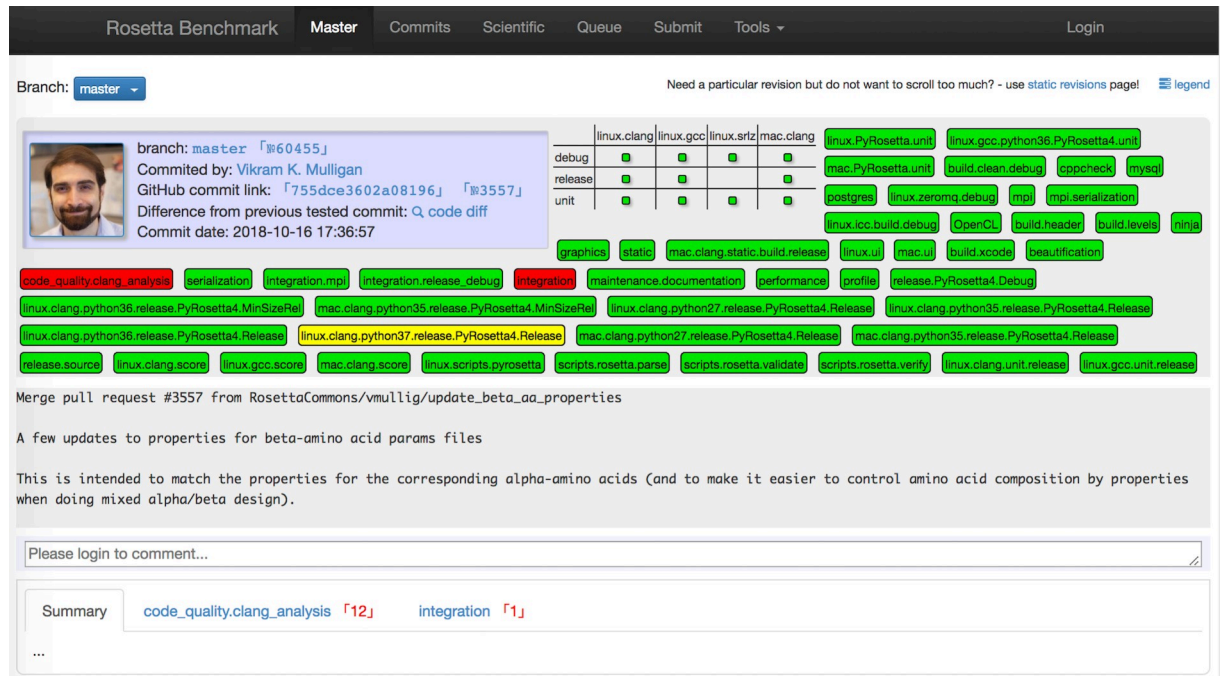 Rosetta Benchmark Master Commits Scientific Queue Submit Tools Login
Branch: master
Need a particular revision but do not want to scroll too much? - use static revisions page! legend
branch: master 「№60455」
Commited by: Vikram K. Mulligan
GitHub commit link: 「755dce3602a08196」 「№3557」
Difference from previous tested commit: code diff
Commit date: 2018-10-16 17:36:57
linux.clang linux.gcc linux.srlz mac.clang
debug
release
unit
linux.PyRosetta.unit linux.gcc.python36.PyRosetta4.unit
mac.PyRosetta.unit build.clean.debug cppcheck mysql
postgres linux.zeromq.debug mpi mpi.serialization
linux.icc.build.debug OpenCL build.header build.levels ninja
graphics static mac.clang.static.build.release linux.ui mac.ui build.xcode beautification
code_quality.clang_analysis serialization integration.mpi integration.release_debug integration maintenance.documentation performance profile release.PyRosetta4.Debug
linux.clang.python36.release.PyRosetta4.MinSizeRel mac.clang.python35.release.PyRosetta4.MinSizeRel linux.clang.python27.release.PyRosetta4.Release linux.clang.python35.release.PyRosetta4.Release
linux.clang.python36.release.PyRosetta4.Release linux.clang.python37.release.PyRosetta4.Release mac.clang.python27.release.PyRosetta4.Release mac.clang.python35.release.PyRosetta4.Release
release.source linux.clang.score linux.gcc.score mac.clang.score linux.scripts.pyrosetta scripts.rosetta.parse scripts.rosetta.validate scripts.rosetta.verify linux.clang.unit.release linux.gcc.unit.release
Merge pull request #3557 from RosettaCommons/vmullig/update_beta_aa_properties
A few updates to properties for beta-amino acid params files
This is intended to match the properties for the corresponding alpha-amino acids (and to make it easier to control amino acid composition by properties
when doing mixed alpha/beta design).
Please login to comment...
Summary code_quality.clang_analysis 「12」 integration 「1」
...